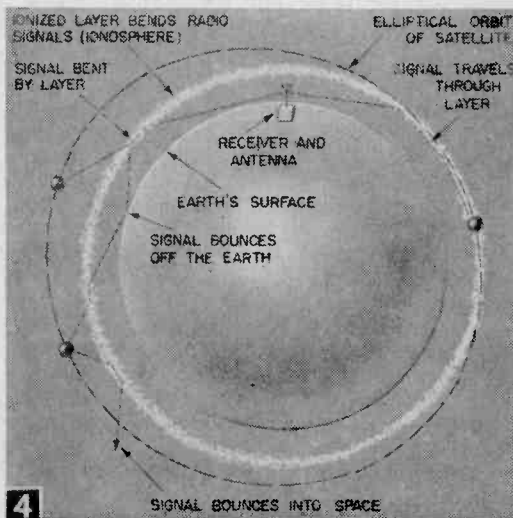 IONIZED LAYER BENDS RADIO
SIGNALS (IONOSPHERE)
ELLIPTICAL ORBIT
OF SATELLITE
SIGNAL BENT
BY LAYER
SIGNAL TRAVELS
THROUGH
LAYER
RECEIVER AND
ANTENNA
EARTH'S SURFACE
SIGNAL BOUNCES
OFF THE EARTH
4
SIGNAL BOUNCES INTO SPACE